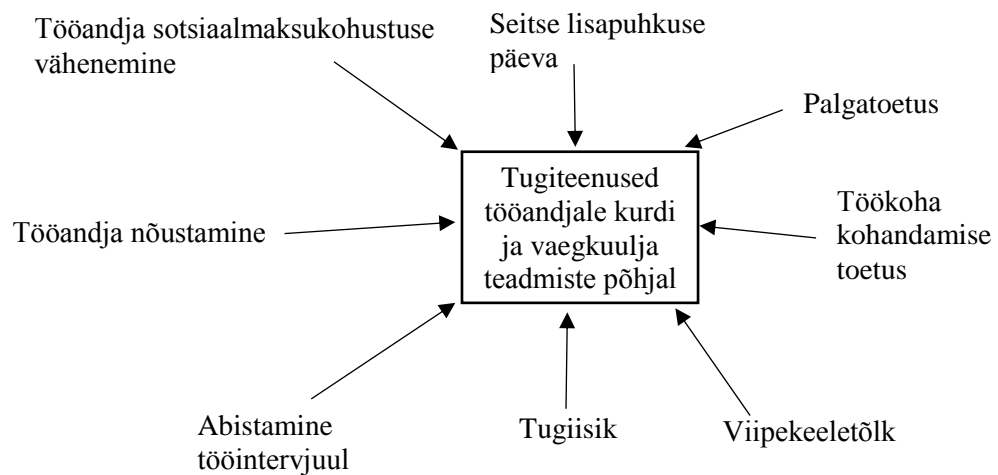 Tööandja sotsiaalmaksukohustuse
vähenemine
Seitse lisapuhkuse
päeva
Palgatoetus
Tugiteenused
tööandjale kurdi
ja vaegkuulja
teadmiste põhjal
Tööandja nõustamine
Töökoha
kohandamise
toetus
Abistamine
tööintervjuul
Tugiisik
Viipekeeletõlk